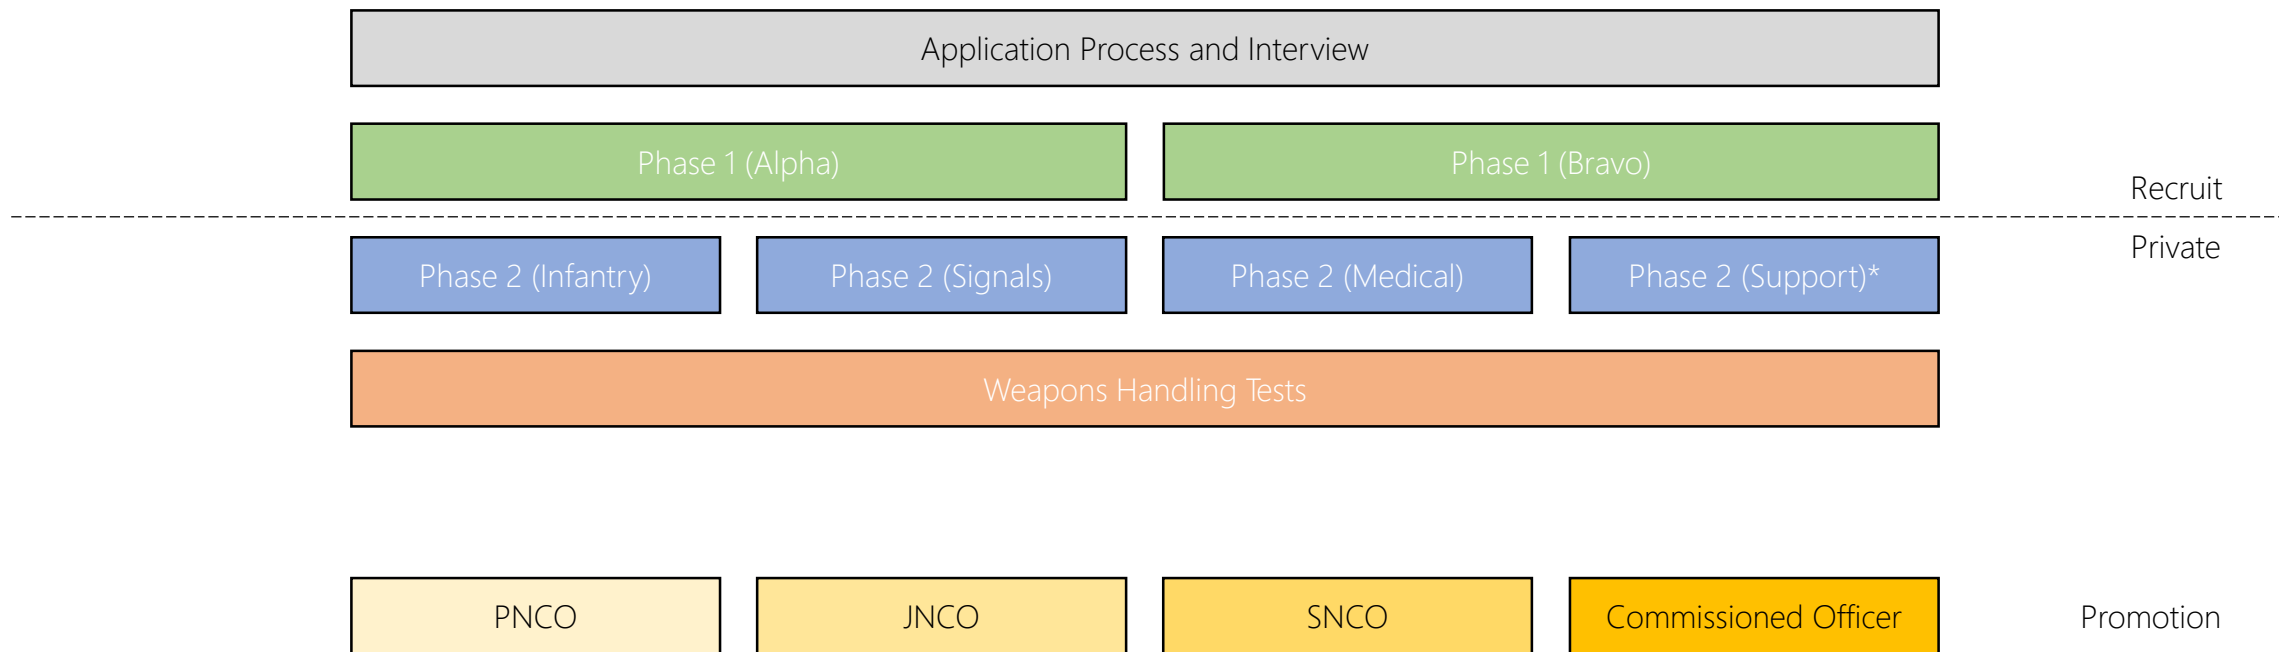 Application Process and Interview
Phase 1 (Alpha)
Phase 1 (Bravo)
Recruit
Private
Phase 2 (Infantry)
Phase 2 (Signals)
Phase 2 (Medical)
Phase 2 (Support)*
Weapons Handling Tests
PNCO
JNCO
SNCO
Commissioned Officer
Promotion